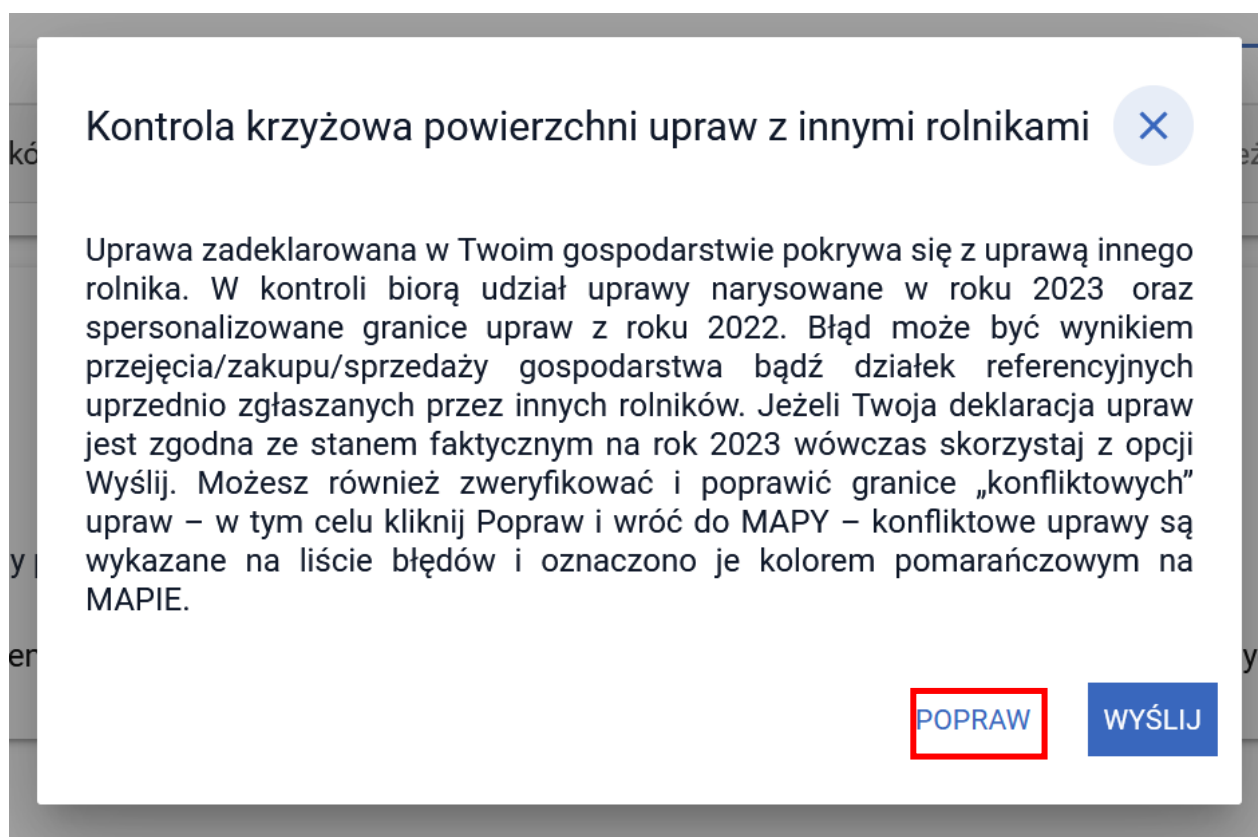 Kontrola krzyżowa powierzchni upraw z innymi rolnikami
Uprawa zadeklarowana w Twoim gospodarstwie pokrywa się z uprawą innego
rolnika. W kontroli biorą udział uprawy narysowane w roku 2023 oraz
spersonalizowane granice upraw z roku 2022. Błąd może być wynikiem
przejęcia/zakupu/sprzedaży gospodarstwa bądź działek referencyjnych
uprzednio zgłaszanych przez innych rolników. Jeżeli Twoja deklaracja upraw
jest zgodna ze stanem faktycznym na rok 2023 wówczas skorzystaj z opcji
Wyślij. Możesz również zweryfikować i poprawić granice „konfliktowych”
upraw – w tym celu kliknij Popraw i wróć do MAPY – konfliktowe uprawy są
wykazane na liście błędów i oznaczono je kolorem pomarańczowym na
MAPIE.
POPRAW WYŚLIJ